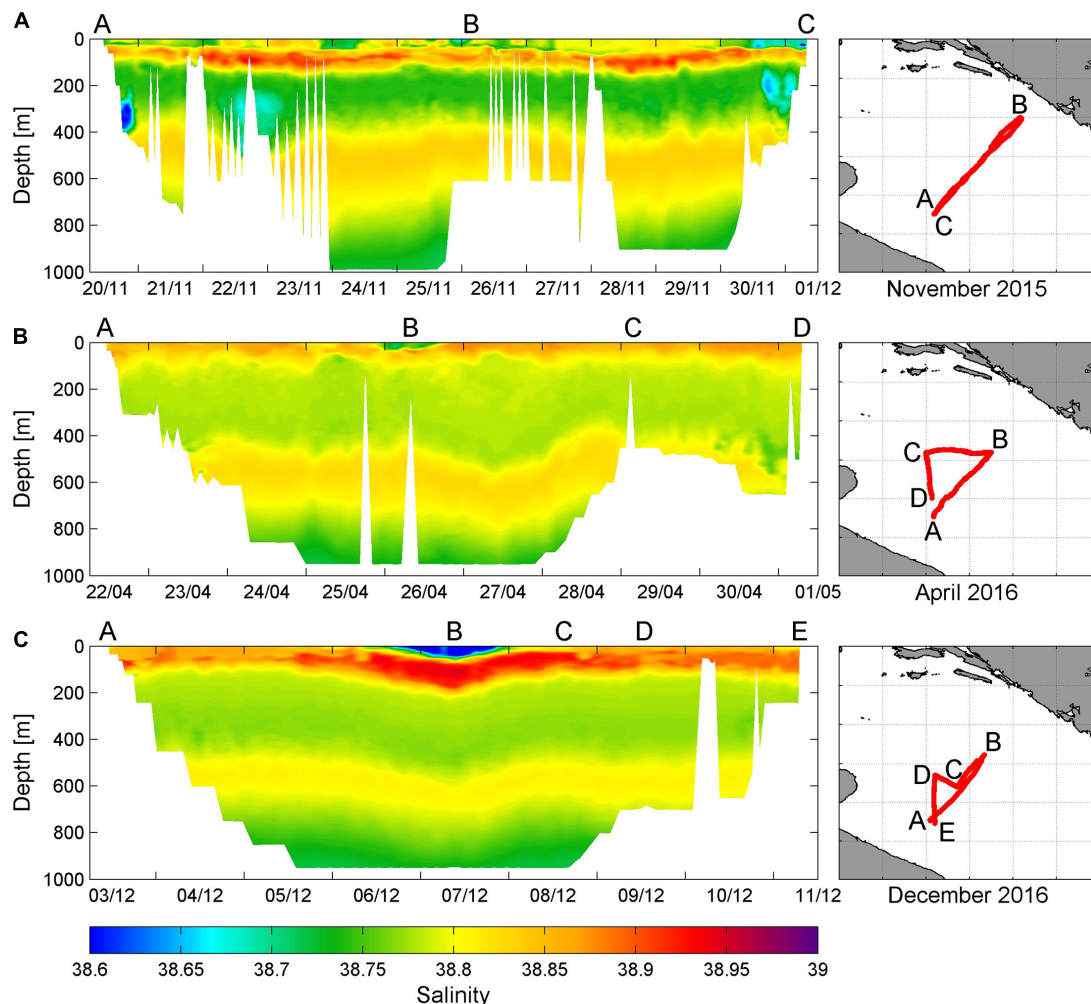 A
A B C
0
200
400
600
800
1000
Depth [m]
20/11 21/11 22/11 23/11 24/11 25/11 26/11 27/11 28/11 29/11 30/11 01/12
B
A
C
November 2015
B
A B C D
0
200
400
600
800
1000
Depth [m]
22/04 23/04 24/04 25/04 26/04 27/04 28/04 29/04 30/04 01/05
C B
D
A
April 2016
C
A B C D E
0
200
400
600
800
1000
Depth [m]
03/12 04/12 05/12 06/12 07/12 08/12 09/12 10/12 11/12
B
D C
A E
December 2016
38.6 38.65 38.7 38.75 38.8 38.85 38.9 38.95 39
Salinity